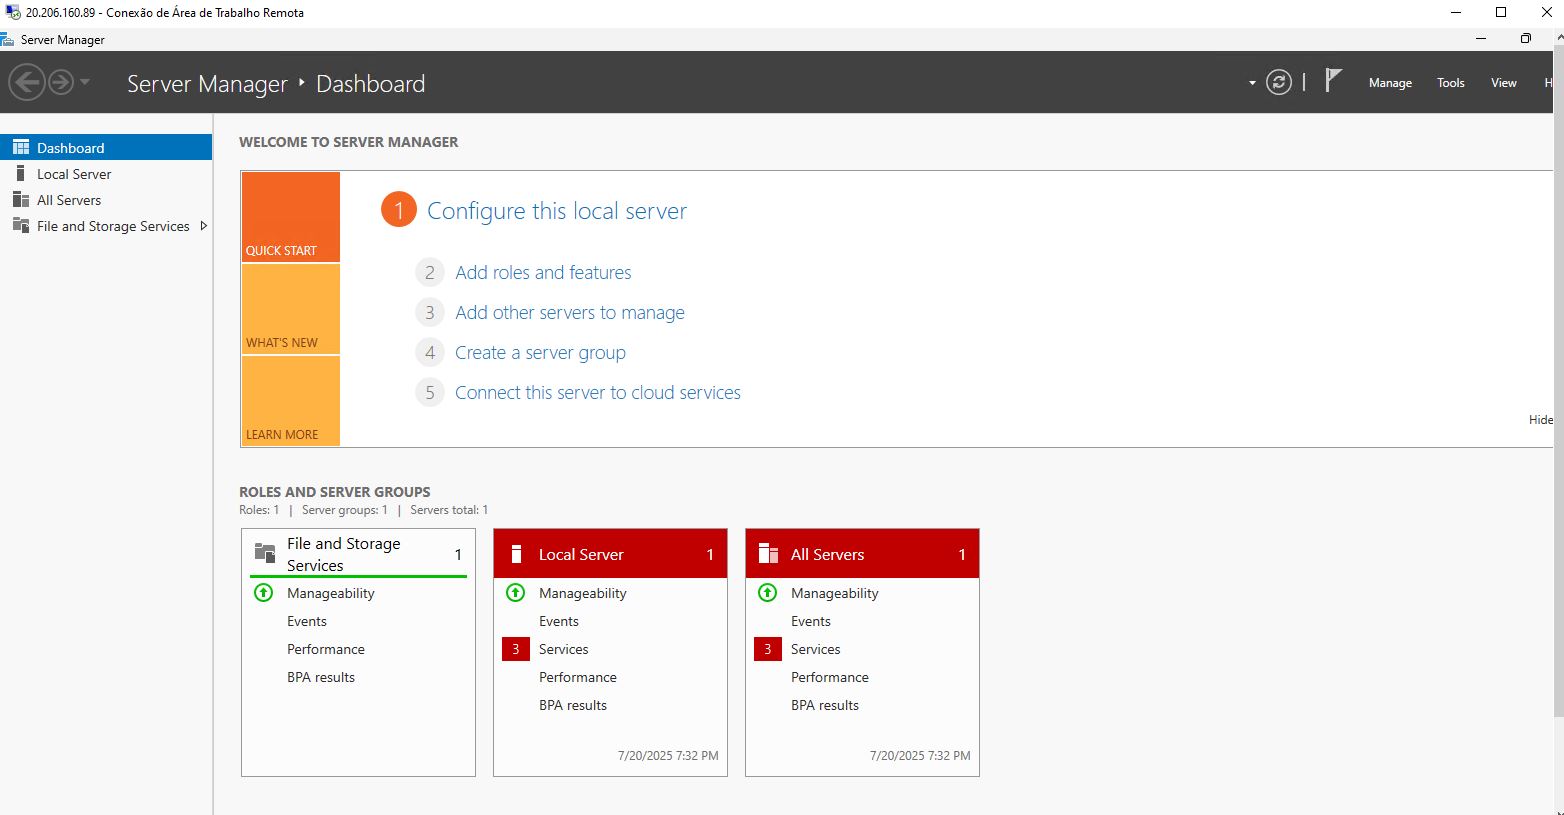 20.206.160.89 - Conexão de Área de Trabalho Remota
Server Manager
Server Manager ‣ Dashboard
Manage Tools View H
Dashboard
Local Server
All Servers
File and Storage Services
WELCOME TO SERVER MANAGER
QUICK START
WHAT'S NEW
LEARN MORE
1 Configure this local server
2 Add roles and features
3 Add other servers to manage
4 Create a server group
5 Connect this server to cloud services
Hide
ROLES AND SERVER GROUPS
Roles: 1 | Server groups: 1 | Servers total: 1
File and Storage
Services
1
Manageability
Events
Performance
BPA results
Local Server 1
Manageability
Events
3 Services
Performance
BPA results
7/20/2025 7:32 PM
All Servers 1
Manageability
Events
3 Services
Performance
BPA results
7/20/2025 7:32 PM